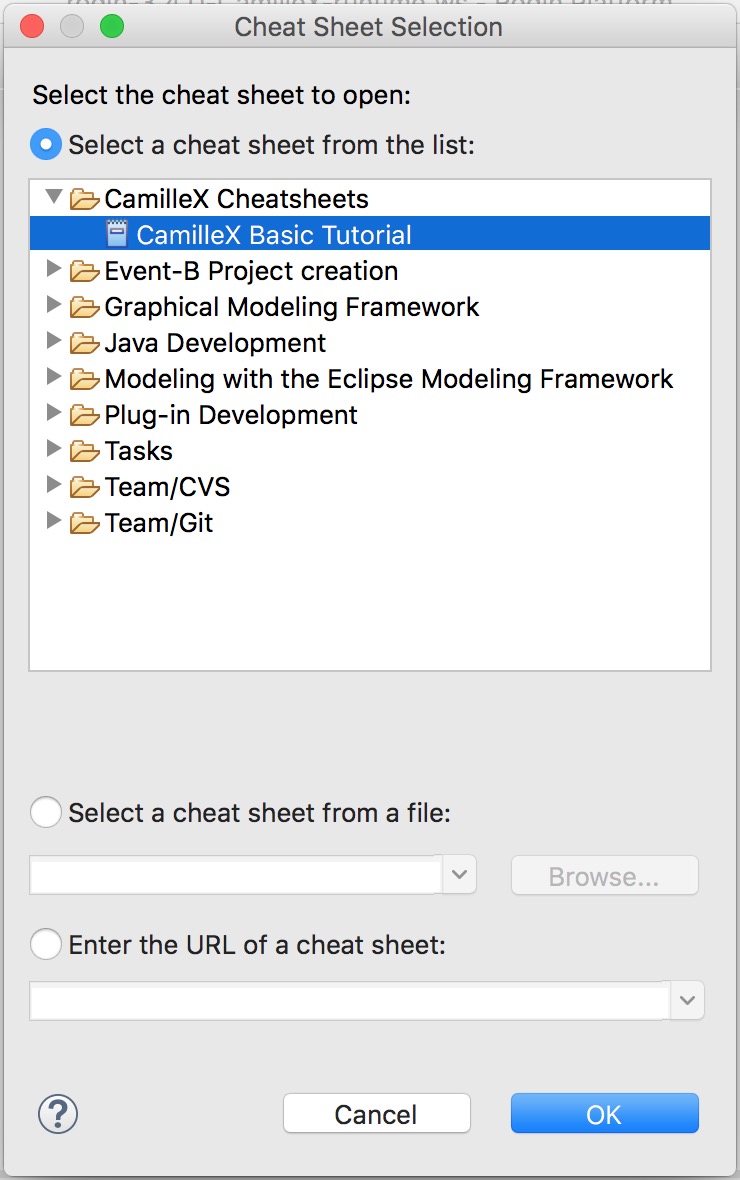 Cheat Sheet Selection
Select the cheat sheet to open:
Select a cheat sheet from the list:
CamilleX Cheatsheets
CamilleX Basic Tutorial
Event-B Project creation
Graphical Modeling Framework
Java Development
Modeling with the Eclipse Modeling Framework
Plug-in Development
Tasks
Team/CVS
Team/Git
Select a cheat sheet from a file:
Browse...
Enter the URL of a cheat sheet:
?
Cancel
OK